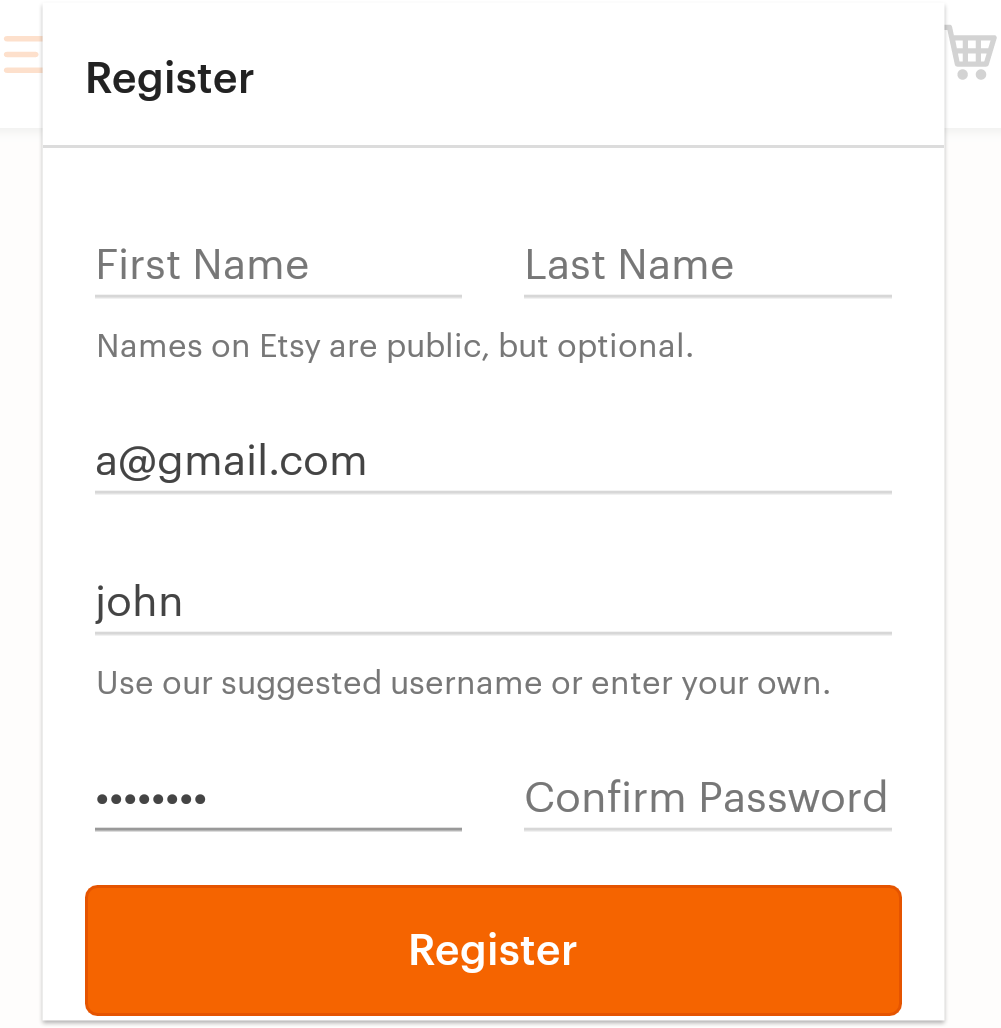 Register
First Name Last Name
Names on Etsy are public, but optional.
a@gmail.com
john
Use our suggested username or enter your own.
•••••••• Confirm Password
Register